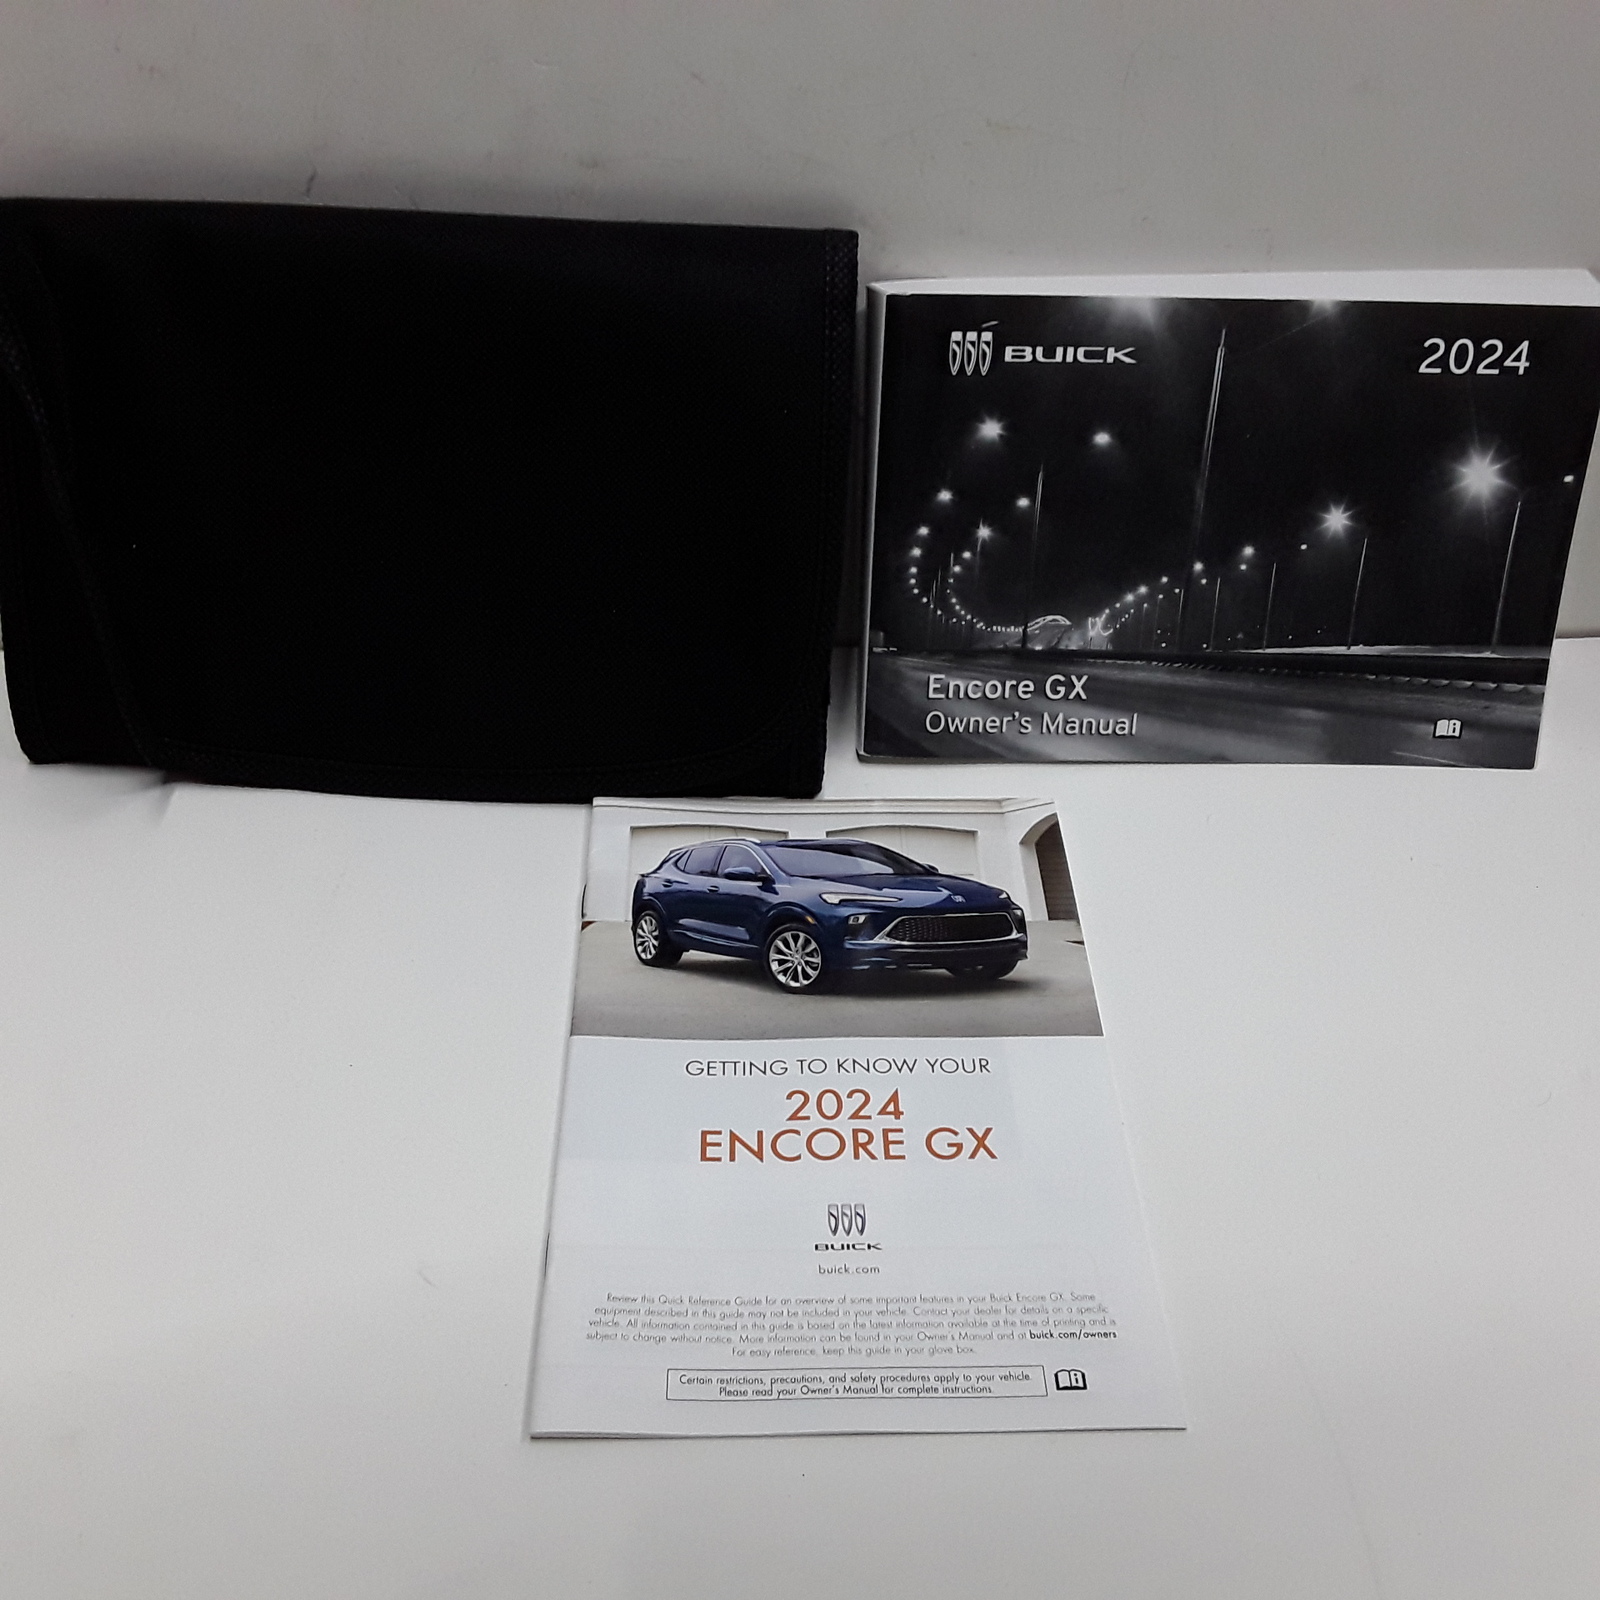 BUICK
2024
Encore GX
Owner's Manual
GETTING TO KNOW YOUR
2024
ENCORE GX
BUICK
buick.com
Review this Quick Reference Guide for an overview of some important features in your Buick Encore GX. Some
equipment described in this guide may not be included in your vehicle. Contact your dealer for details on a specific
vehicle. All information contained in this guide is based on the latest information available at the time of printing and is
subject to change without notice. More information can be found in your Owner's Manual and at buick.com/owners.
For easy reference, keep this guide in your glove box.
Certain restrictions, precautions, and safety procedures apply to your vehicle.
Please read your Owner's Manual for complete instructions.